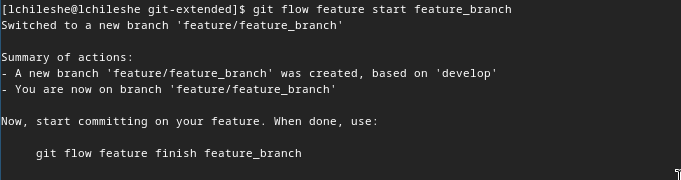 [lchileshe@lchileshe git-extended]$ git flow feature start feature_branch
Switched to a new branch 'feature/feature_branch'
Summary of actions:
- A new branch 'feature/feature_branch' was created, based on 'develop'
- You are now on branch 'feature/feature_branch'
Now, start committing on your feature. When done, use:
git flow feature finish feature_branch